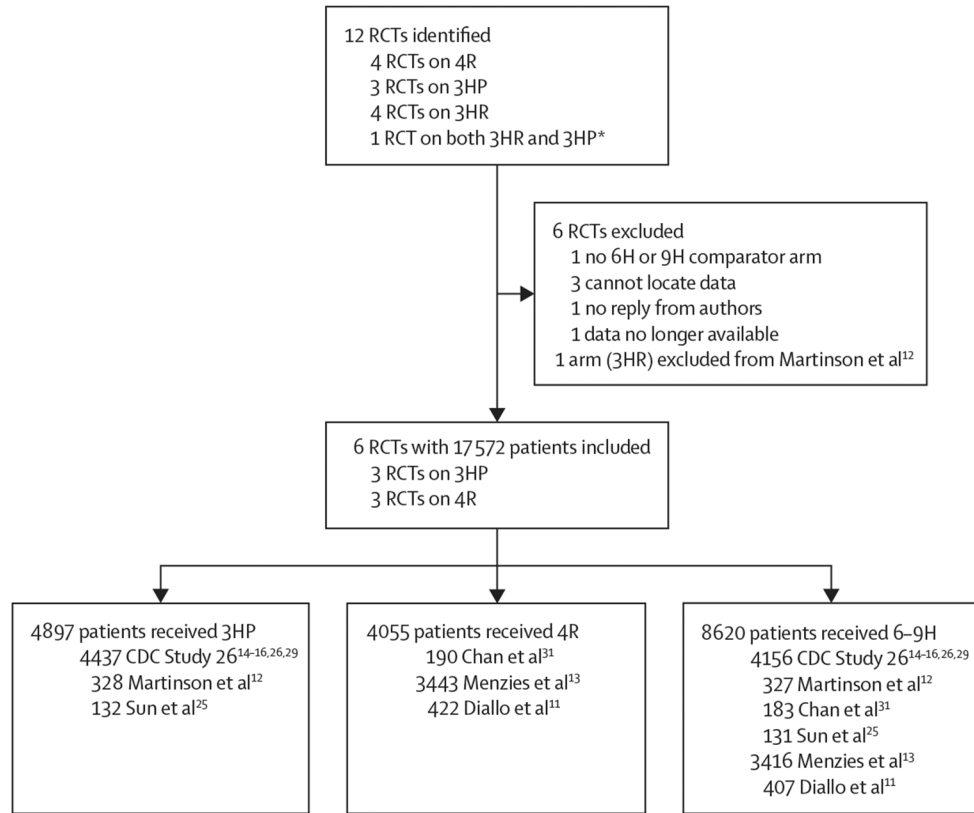 12 RCTs identified
4 RCTs on 4R
3 RCTs on 3HP
4 RCTs on 3HR
1 RCT on both 3HR and 3HP*
6 RCTs excluded
1 no 6H or 9H comparator arm
3 cannot locate data
1 no reply from authors
1 data no longer available
1 arm (3HR) excluded from Martinson et al12
6 RCTs with 17 572 patients included
3 RCTs on 3HP
3 RCTs on 4R
4897 patients received 3HP
4437 CDC Study 2614–16,26,29
328 Martinson et al12
132 Sun et al25
4055 patients received 4R
190 Chan et al31
3443 Menzies et al13
422 Diallo et al11
8620 patients received 6–9H
4156 CDC Study 2614–16,26,29
327 Martinson et al12
183 Chan et al31
131 Sun et al25
3416 Menzies et al13
407 Diallo et al11